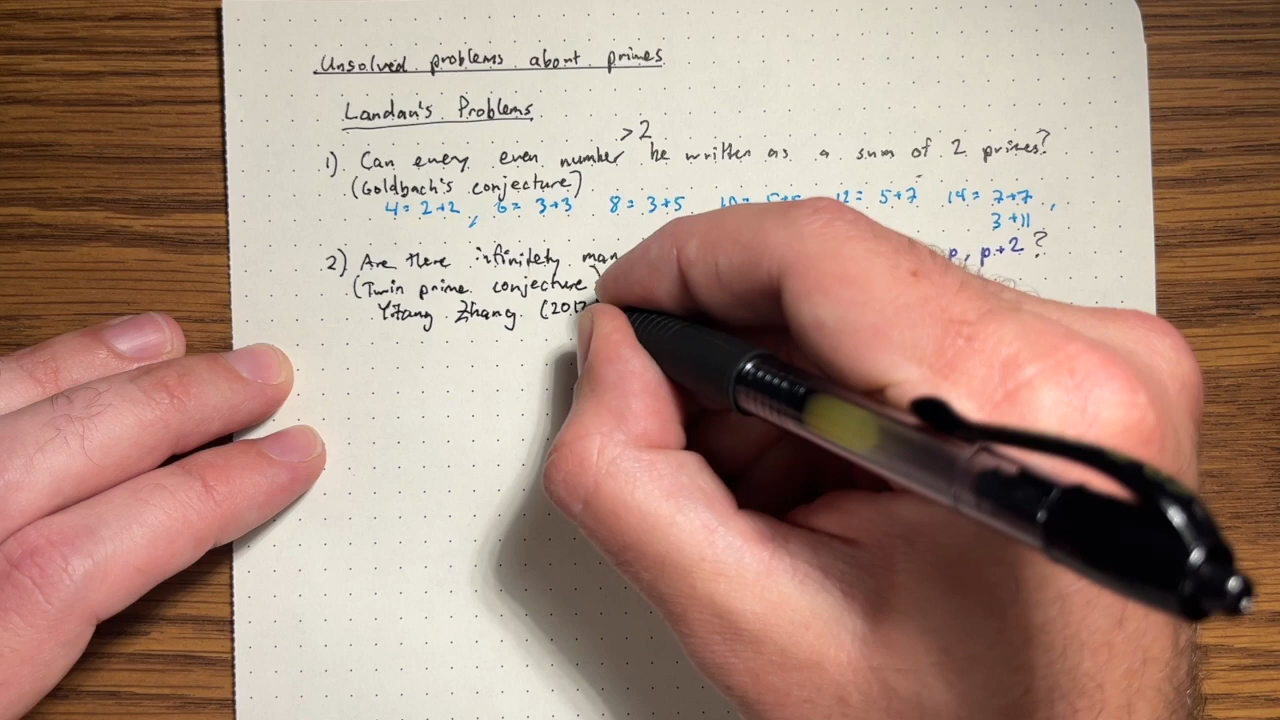 Unsolved problems about primes
Landau's Problems
> 2
1) Can every even number be written as a sum of 2 primes?
(Goldbach's conjecture)
4 = 2+2, 6 = 3+3 8 = 3+5 12 = 5+7 14 = 7+7,
3+11
2) Are there infinitely p, p+2?
(Twin prime conjecture
Yitang Zhang (201